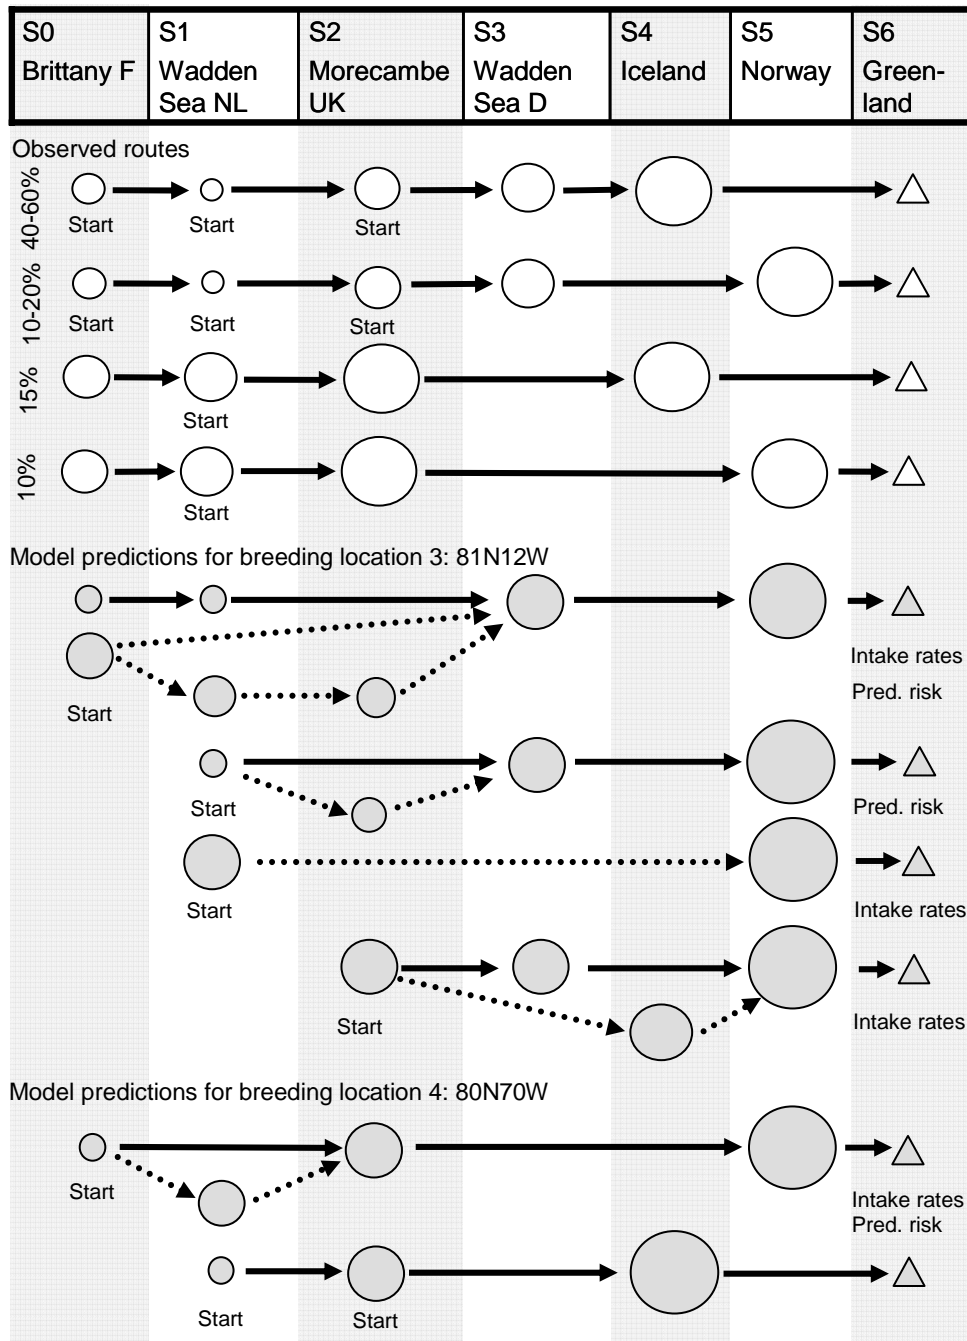 S0 S1 S2 S3 S4 S5 S6
Brittany F Wadden Morecambe Wadden Iceland Norway Green-
Sea NL UK Sea D land
Observed routes
40-60%
Start Start Start
10-20%
Start Start Start
15%
Start
10%
Start
Model predictions for breeding location 3: 81N12W
Intake rates
Pred. risk
Start
Start
Pred. risk
Start
Intake rates
Start
Intake rates
Model predictions for breeding location 4: 80N70W
Start
Intake rates
Pred. risk
Start Start